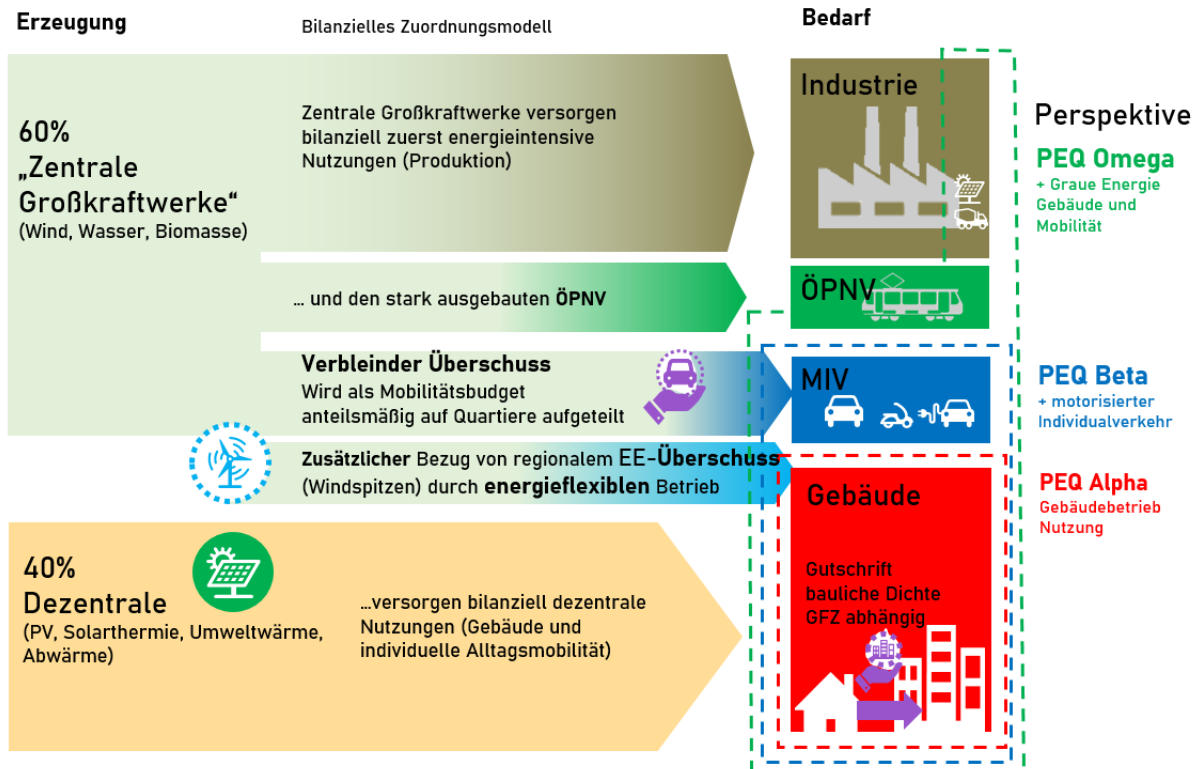 Erzeugung
Bilanzielles Zuordnungsmodell
Bedarf
60%
„Zentrale
Großkraftwerke“
(Wind, Wasser, Biomasse)
Zentrale Großkraftwerke versorgen
bilanziell zuerst energieintensive
Nutzungen (Produktion)
Industrie
Perspektive
PEQ Omega
+ Graue Energie
Gebäude und
Mobilität
... und den stark ausgebauten ÖPNV
ÖPNV
Verbleinder Überschuss
Wird als Mobilitätsbudget
anteilsmäßig auf Quartiere aufgeteilt
MIV
PEQ Beta
+ motorisierter
Individualverkehr
Zusätzlicher Bezug von regionalem EE-Überschuss
(Windspitzen) durch energieflexiblen Betrieb
Gebäude
PEQ Alpha
Gebäudebetrieb
Nutzung
40%
Dezentrale
(PV, Solarthermie, Umweltwärme,
Abwärme)
...versorgen bilanziell dezentrale
Nutzungen (Gebäude und
individuelle Alltagsmobilität)
Gutschrift
bauliche Dichte
GFZ abhängig